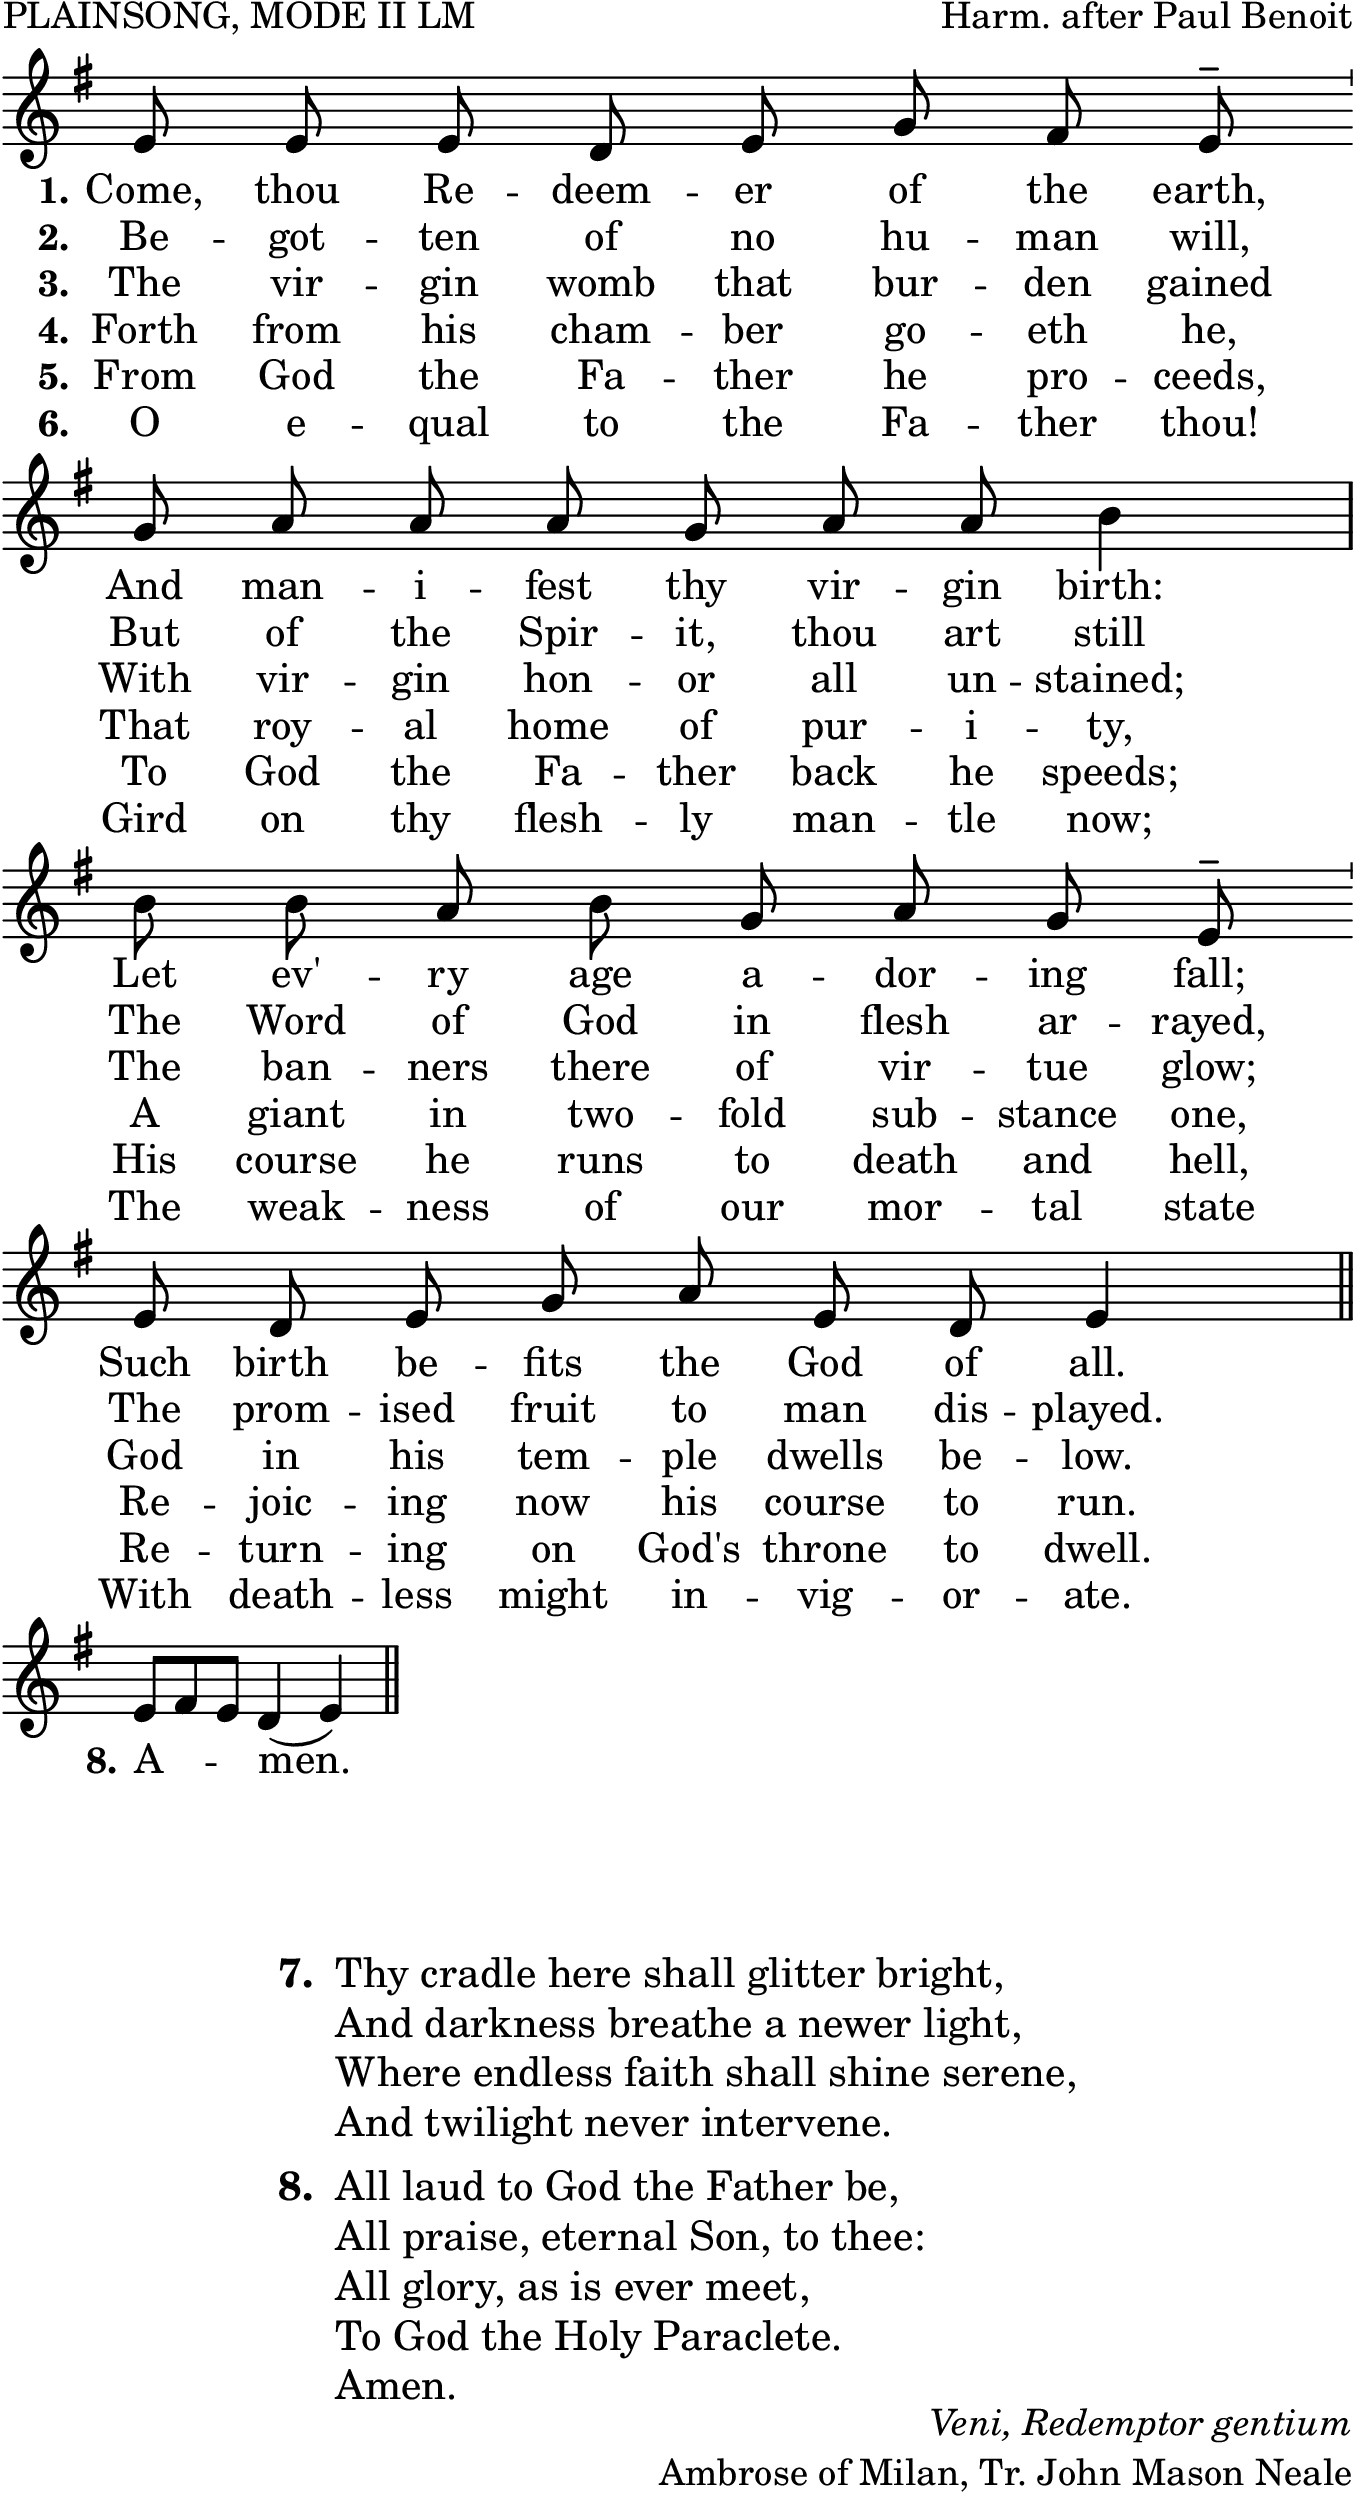 PLAINSONG, MODE II LM
Harm. after Paul Benoit
1. Come, thou Re -- deem -- er of the earth,
2. Be -- got -- ten of no hu -- man will,
3. The vir -- gin womb that bur -- den gained
4. Forth from his cham -- ber go -- eth he,
5. From God the Fa -- ther he pro -- ceeds,
6. O e -- qual to the Fa -- ther thou!
And man -- i -- fest thy vir -- gin birth:
But of the Spir -- it, thou art still
With vir -- gin hon -- or all un -- stained;
That roy -- al home of pur -- i -- ty,
To God the Fa -- ther back he speeds;
Gird on thy flesh -- ly man -- tle now;
Let ev' -- ry age a -- dor -- ing fall;
The Word of God in flesh ar -- rayed,
The ban -- ners there of vir -- tue glow;
A giant in two -- fold sub -- stance one,
His course he runs to death and hell,
The weak -- ness of our mor -- tal state
Such birth be -- fits the God of all.
The prom -- ised fruit to man dis -- played.
God in his tem -- ple dwells be -- low.
Re -- joic -- ing now his course to run.
Re -- turn -- ing on God's throne to dwell.
With death -- less might in -- vig -- or -- ate.
8. A -- men.
7. Thy cradle here shall glitter bright,
And darkness breathe a newer light,
Where endless faith shall shine serene,
And twilight never intervene.
8. All laud to God the Father be,
All praise, eternal Son, to thee:
All glory, as is ever meet,
To God the Holy Paraclete.
Amen.
Veni, Redemptor gentium
Ambrose of Milan, Tr. John Mason Neale